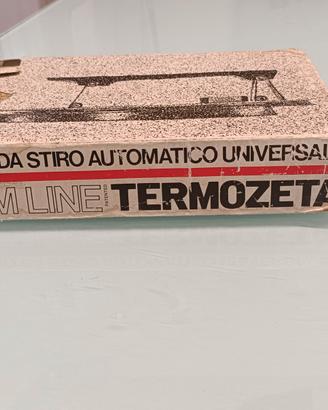 DA STIRO AUTOMATICO UNIVERSAL
M LINE PATENTED TERMOZETA